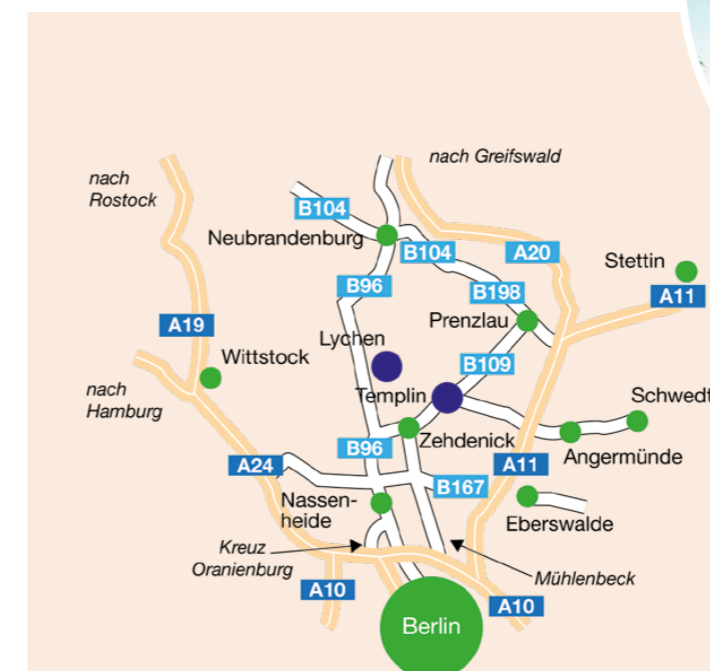 nach Greifswald
nach
Rostock
B104
Neubrandenburg
B104
A20
Stettin
B96
B198
A11
A19
Prenzlau
Lychen
Wittstock
B109
nach
Hamburg
Templin
Schwedt
Zehdenick
B96
Angermünde
A24
A11
B167
Nassen-
heide
Eberswalde
Kreuz
Oranienburg
Mühlenbeck
A10
A10
Berlin